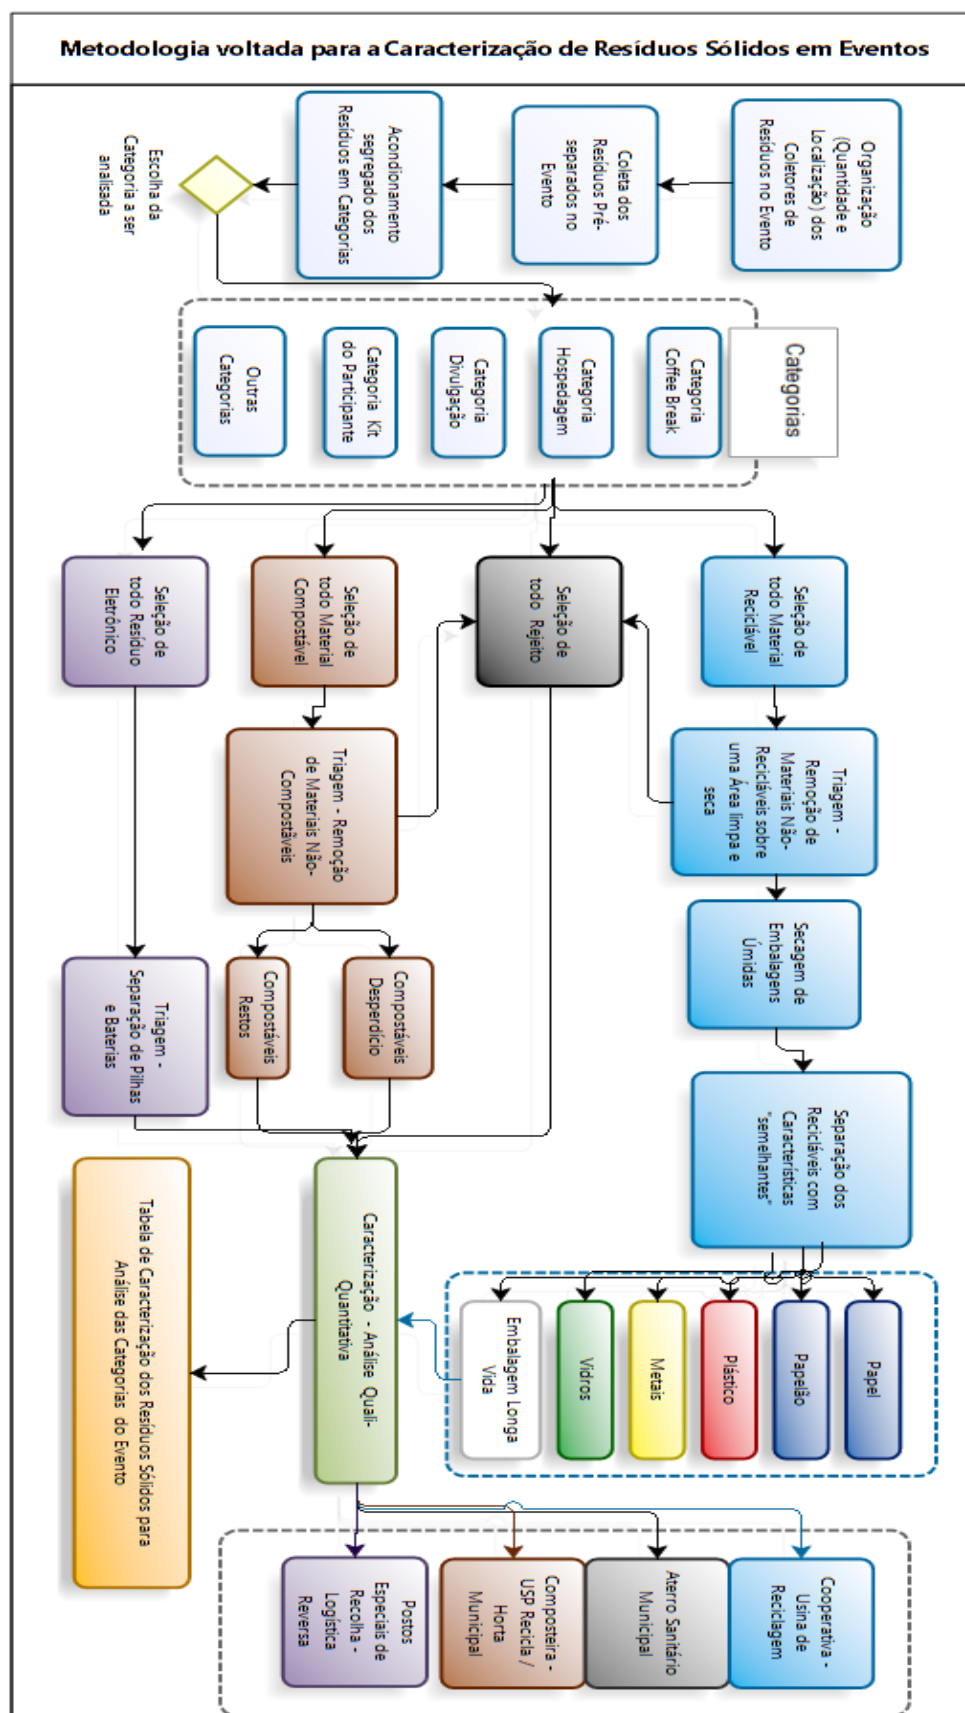 Metodologia voltada para a Caracterização de Resíduos Sólidos em Eventos
Organização
(Quantidade e
Localização) dos
Coletores de
Resíduos no Evento
Coleta dos
Resíduos Pré-
separados no
Evento
Acondionamento
segregado dos
Resíduos em Categorias
Escolha da
Categoria a ser
analisada
Categorias
Categoria
Coffee Break
Categoria
Hospedagem
Categoria
Divulgação
Categoria Kit
do Participante
Outras
Categorias
Seleção de
todo Material
Reciclável
Seleção de
todo Rejeito
Seleção de
todo Material
Compostável
Seleção de
todo Resíduo
Eletrônico
Triagem -
Remoção de
Materiais Não-
Recicláveis sobre
uma Área limpa e
seca
Triagem - Remoção
de Materiais Não-
Compostáveis
Secagem de
Embalagens
Úmidas
Compostáveis
Desperdício
Compostáveis
Restos
Triagem -
Separação de Pilhas
e Baterias
Separação dos
Recicláveis com
Características
"semelhantes"
Papel
Papelão
Plástico
Metais
Vidros
Embalagem Longa
Vida
Caracterização - Análise Quali-
Quantitativa
Tabela de Caracterização dos Resíduos Sólidos para
Análise das Categorias do Evento
Cooperativa -
Usina de
Reciclagem
Aterro Sanitário
Municipal
Composteira -
USP Recicla /
Horta
Municipal
Postos
Especiais de
Recolha -
Logística
Reversa